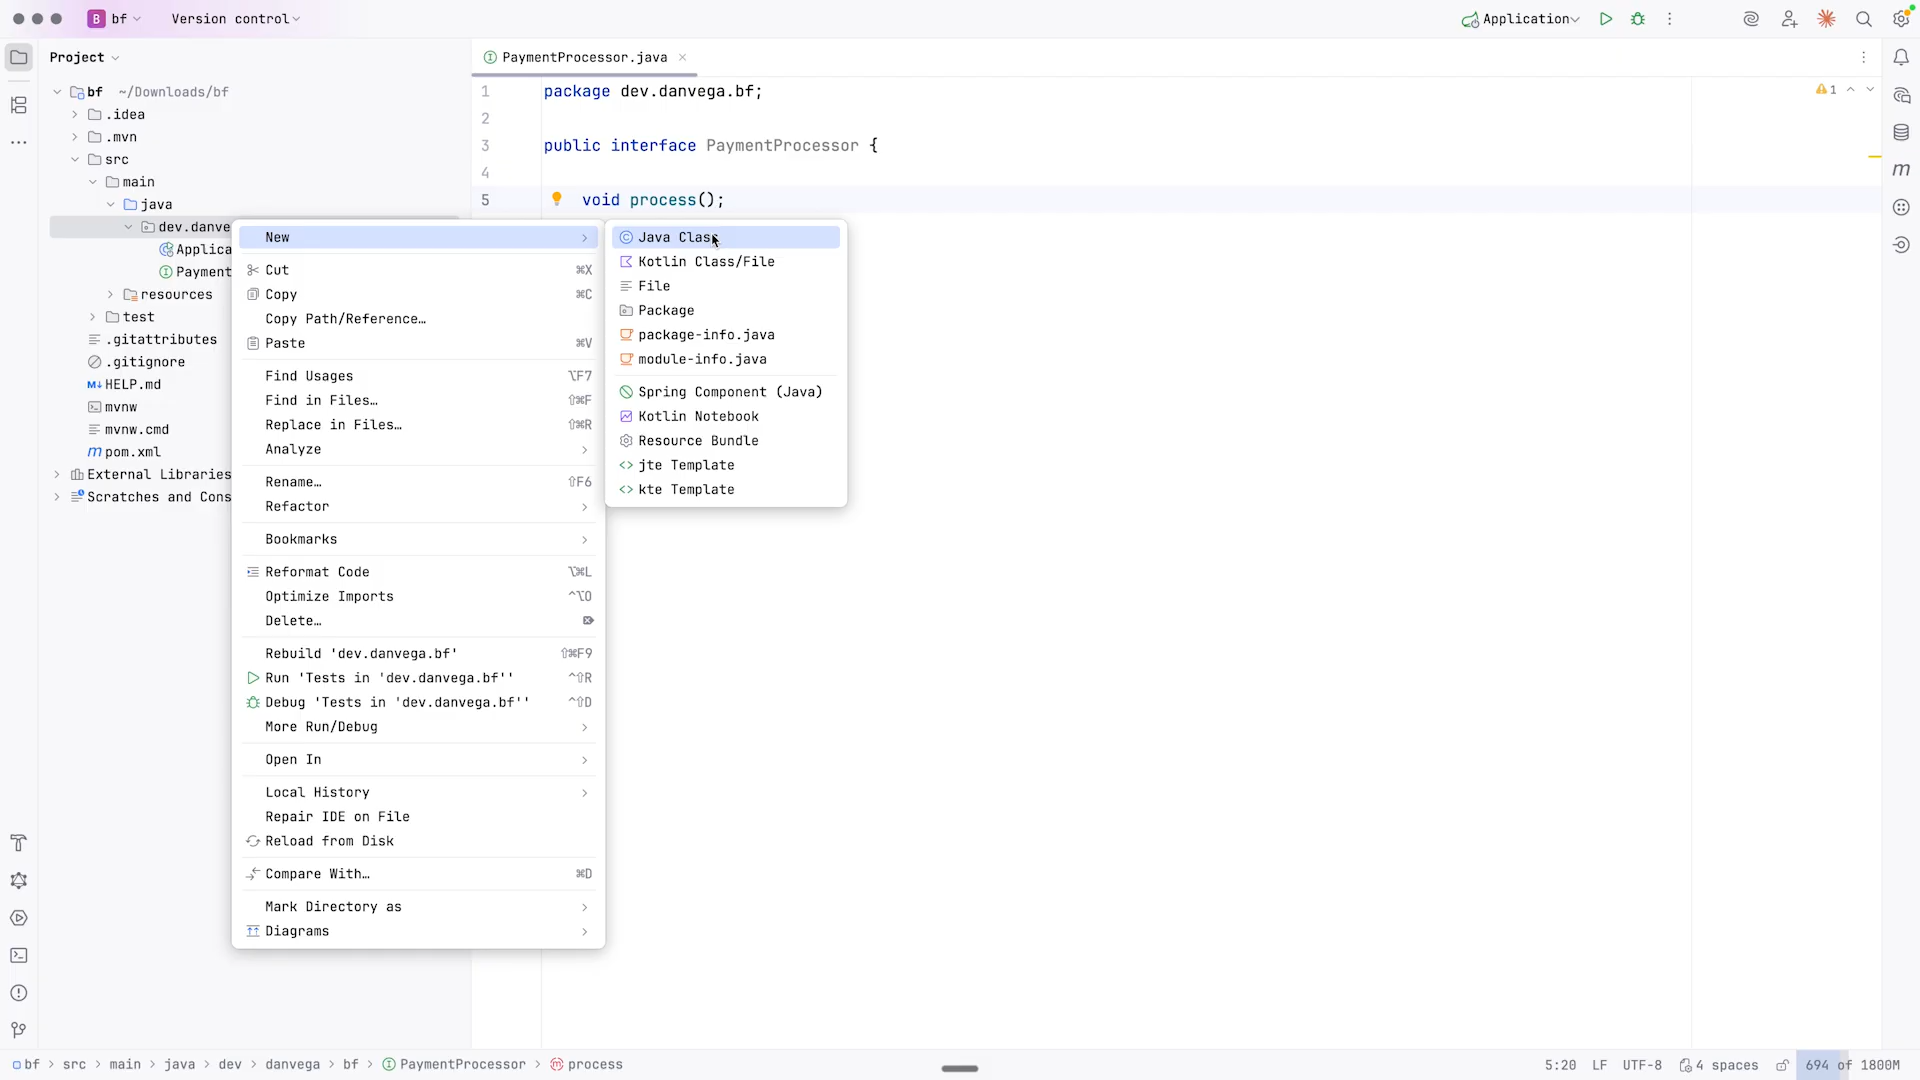 B bf
Version control
Application
Project
PaymentProcessor.java
bf ~/Downloads/bf
.idea
.mvn
src
main
java
dev.danve
Applica
Payment
resources
test
.gitattributes
.gitignore
M↓ HELP.md
mvnw
mvnw.cmd
m pom.xml
External Libraries
Scratches and Cons
New
Cut ⌘X
Copy ⌘C
Copy Path/Reference…
Paste ⌘V
Find Usages ⌥F7
Find in Files… ⇧⌘F
Replace in Files… ⇧⌘R
Analyze
Rename… ⇧F6
Refactor
Bookmarks
Reformat Code ⌥⌘L
Optimize Imports ^⌥O
Delete… ⌦
Rebuild 'dev.danvega.bf' ⇧⌘F9
Run 'Tests in 'dev.danvega.bf'' ^⇧R
Debug 'Tests in 'dev.danvega.bf'' ^⇧D
More Run/Debug
Open In
Local History
Repair IDE on File
Reload from Disk
Compare With… ⌘D
Mark Directory as
Diagrams
Java Class
Kotlin Class/File
File
Package
package-info.java
module-info.java
Spring Component (Java)
Kotlin Notebook
Resource Bundle
jte Template
kte Template
1 package dev.danvega.bf;
2
3 public interface PaymentProcessor {
4
5 void process();
1
m
bf > src > main > java > dev > danvega > bf > PaymentProcessor > process
5:20 LF UTF-8 4 spaces 694 of 1800M